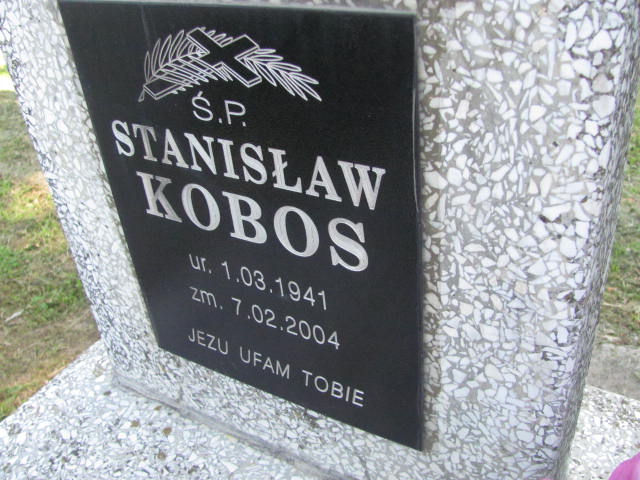 Ś.P.
STANISŁAW
KOBOS
ur. 1.03.1941
zm. 7.02.2004
JEZU UFAM TOBIE